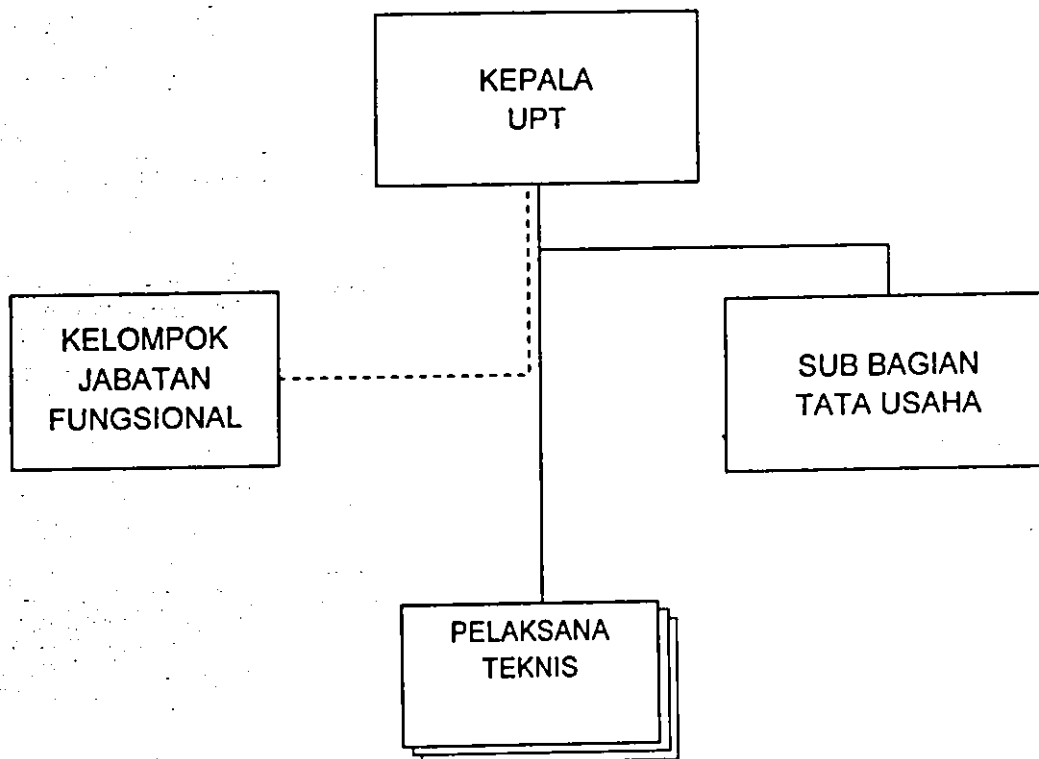 KEPALA
UPT
KELOMPOK
JABATAN
FUNGSIONAL
SUB BAGIAN
TATA USAHA
PELAKSANA
TEKNIS